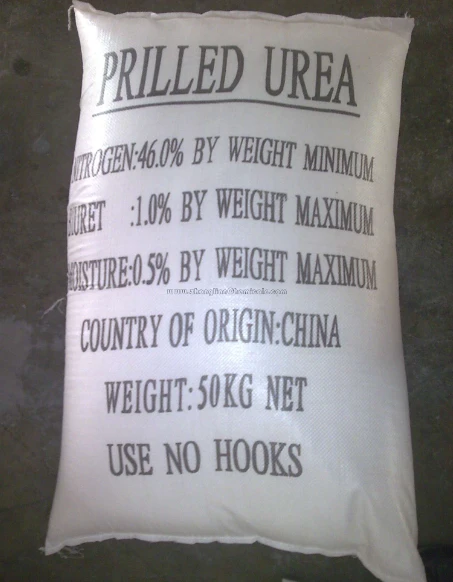 PRILLED UREA
NITROGEN:46.0% BY WEIGHT MINIMUM
BIURET :1.0% BY WEIGHT MAXIMUM
MOISTURE:0.5% BY WEIGHT MAXIMUM
COUNTRY OF ORIGIN:CHINA
WEIGHT:50KG NET
USE NO HOOKS